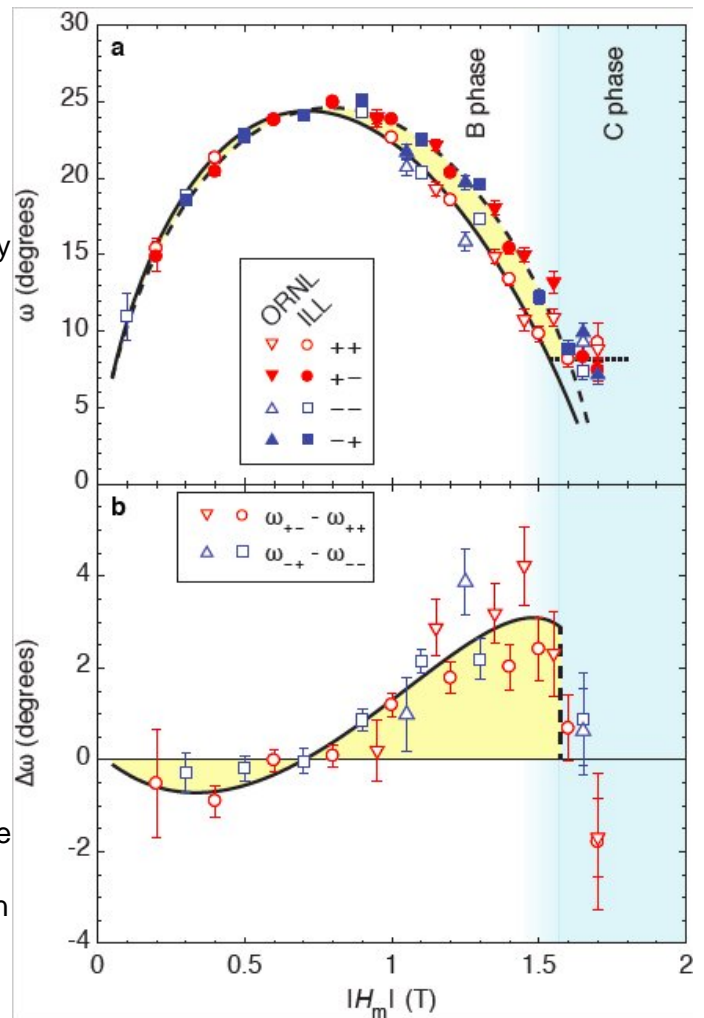 30
a
25
20
15
10
5
0
ω (degrees)
B phase
C phase
ORNL
ILL
++
+−
−−
−+
b
ω+- - ω++
ω-+ - ω--
4
2
0
-2
-4
Δω (degrees)
0
0.5
1
1.5
2
|Hm| (T)
y
e
n